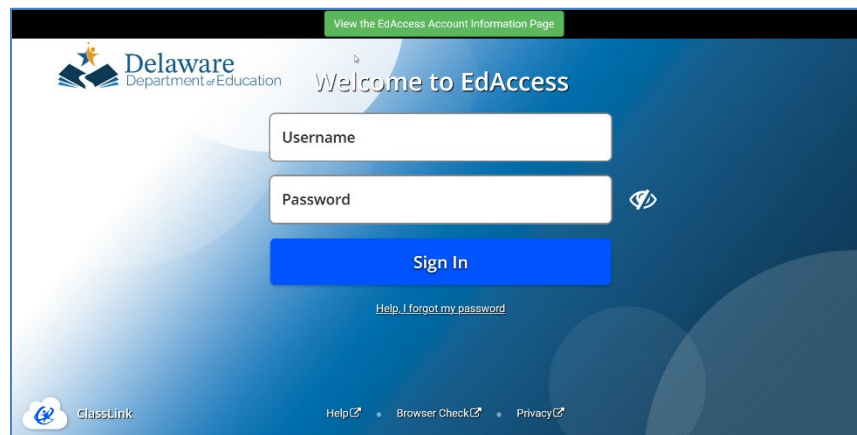 View the EdAccess Account Information Page
Delaware
Department of Education
Welcome to EdAccess
Username
Password
Sign In
Help, I forgot my password
ClassLink
Help
Browser Check
Privacy